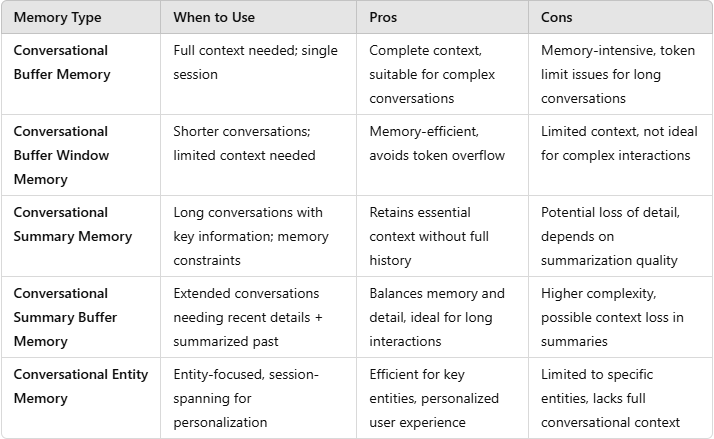 Memory Type
When to Use
Pros
Cons
Conversational
Buffer Memory
Full context needed; single
session
Complete context,
suitable for complex
conversations
Memory-intensive, token
limit issues for long
conversations
Conversational
Buffer Window
Memory
Shorter conversations;
limited context needed
Memory-efficient,
avoids token overflow
Limited context, not ideal
for complex interactions
Conversational
Summary Memory
Long conversations with
key information; memory
constraints
Retains essential
context without full
history
Potential loss of detail,
depends on
summarization quality
Conversational
Summary Buffer
Memory
Extended conversations
needing recent details +
summarized past
Balances memory and
detail, ideal for long
interactions
Higher complexity,
possible context loss in
summaries
Conversational Entity
Memory
Entity-focused, session-
spanning for
personalization
Efficient for key
entities, personalized
user experience
Limited to specific
entities, lacks full
conversational context